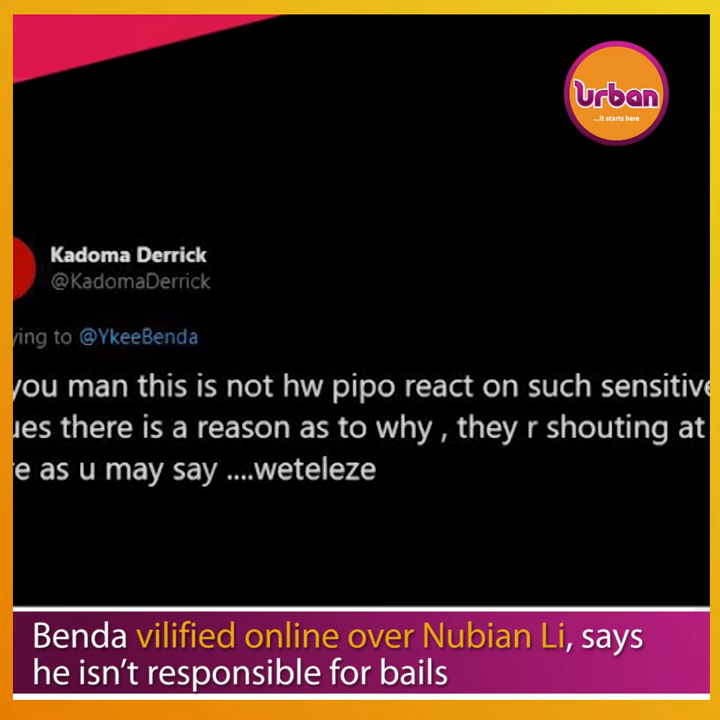 Urban
...it starts here
Kadoma Derrick
@KadomaDerrick
to @YkeeBenda
you man this is not hw pipo react on such sensitive
there is a reason as to why , they r shouting at
as u may say ....weteleze
Benda vilified online over Nubian Li, says
he isn't responsible for bails